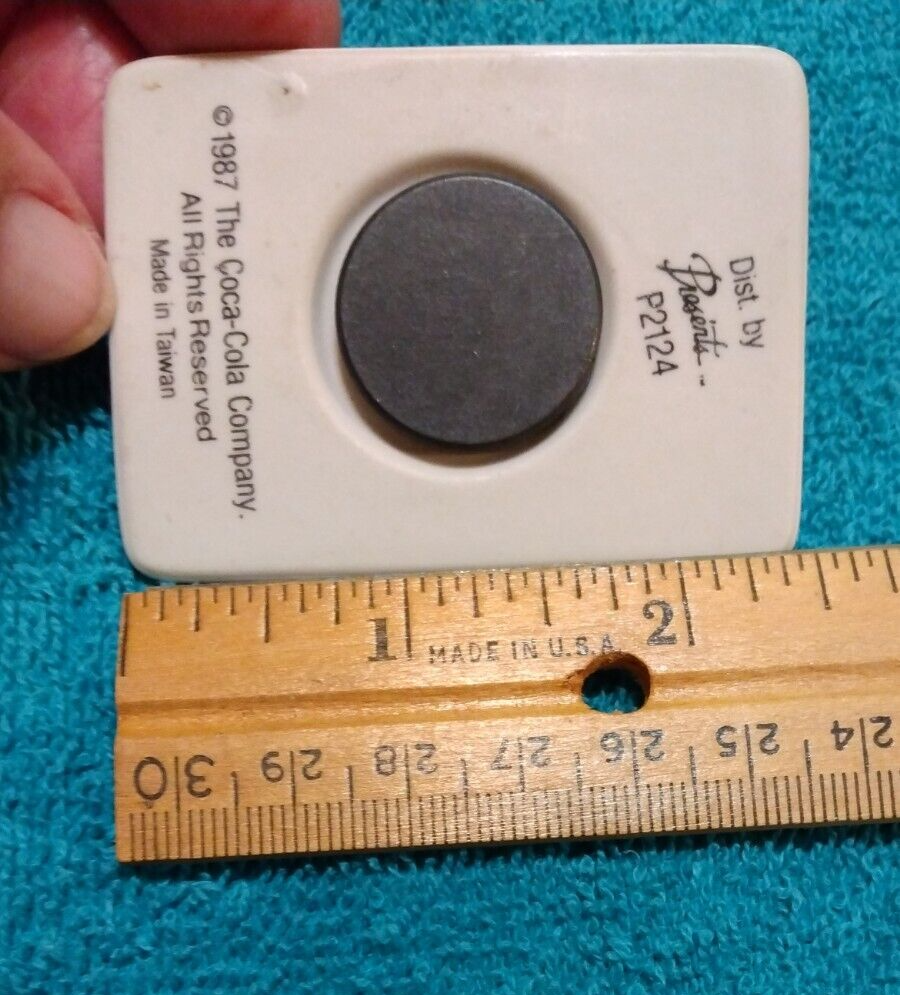 Dist. by
Presents
P2124
© 1987 The Coca-Cola Company.
All Rights Reserved
Made in Taiwan
1 2
MADE IN U.S.A.
30 29 28 27 26 25 24